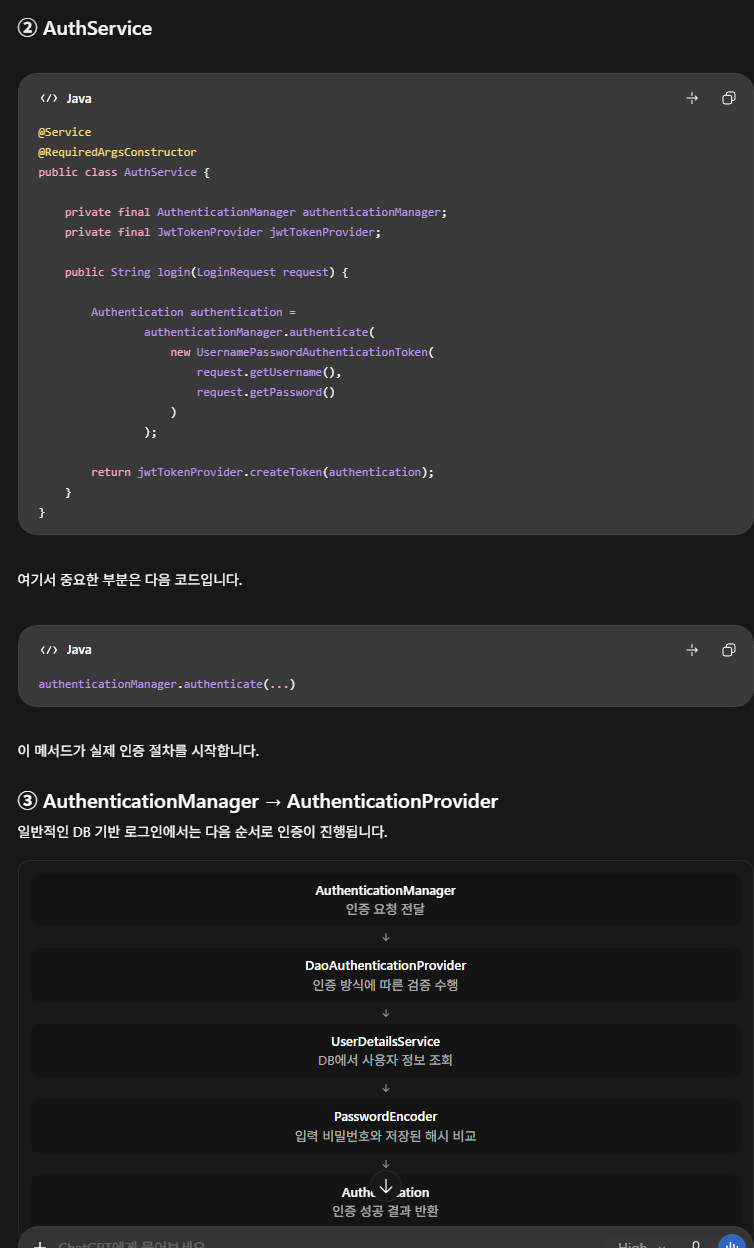 ② AuthService
</> Java
@Service
@RequiredArgsConstructor
public class AuthService {
private final AuthenticationManager authenticationManager;
private final JwtTokenProvider jwtTokenProvider;
public String login(LoginRequest request) {
Authentication authentication =
authenticationManager.authenticate(
new UsernamePasswordAuthenticationToken(
request.getUsername(),
request.getPassword()
)
);
return jwtTokenProvider.createToken(authentication);
}
}
여기서 중요한 부분은 다음 코드입니다.
</> Java
authenticationManager.authenticate(...)
이 메서드가 실제 인증 절차를 시작합니다.
③ AuthenticationManager → AuthenticationProvider
일반적인 DB 기반 로그인에서는 다음 순서로 인증이 진행됩니다.
AuthenticationManager
인증 요청 전달
↓
DaoAuthenticationProvider
인증 방식에 따른 검증 수행
↓
UserDetailsService
DB에서 사용자 정보 조회
↓
PasswordEncoder
입력 비밀번호와 저장된 해시 비교
↓
인증 성공 결과 반환